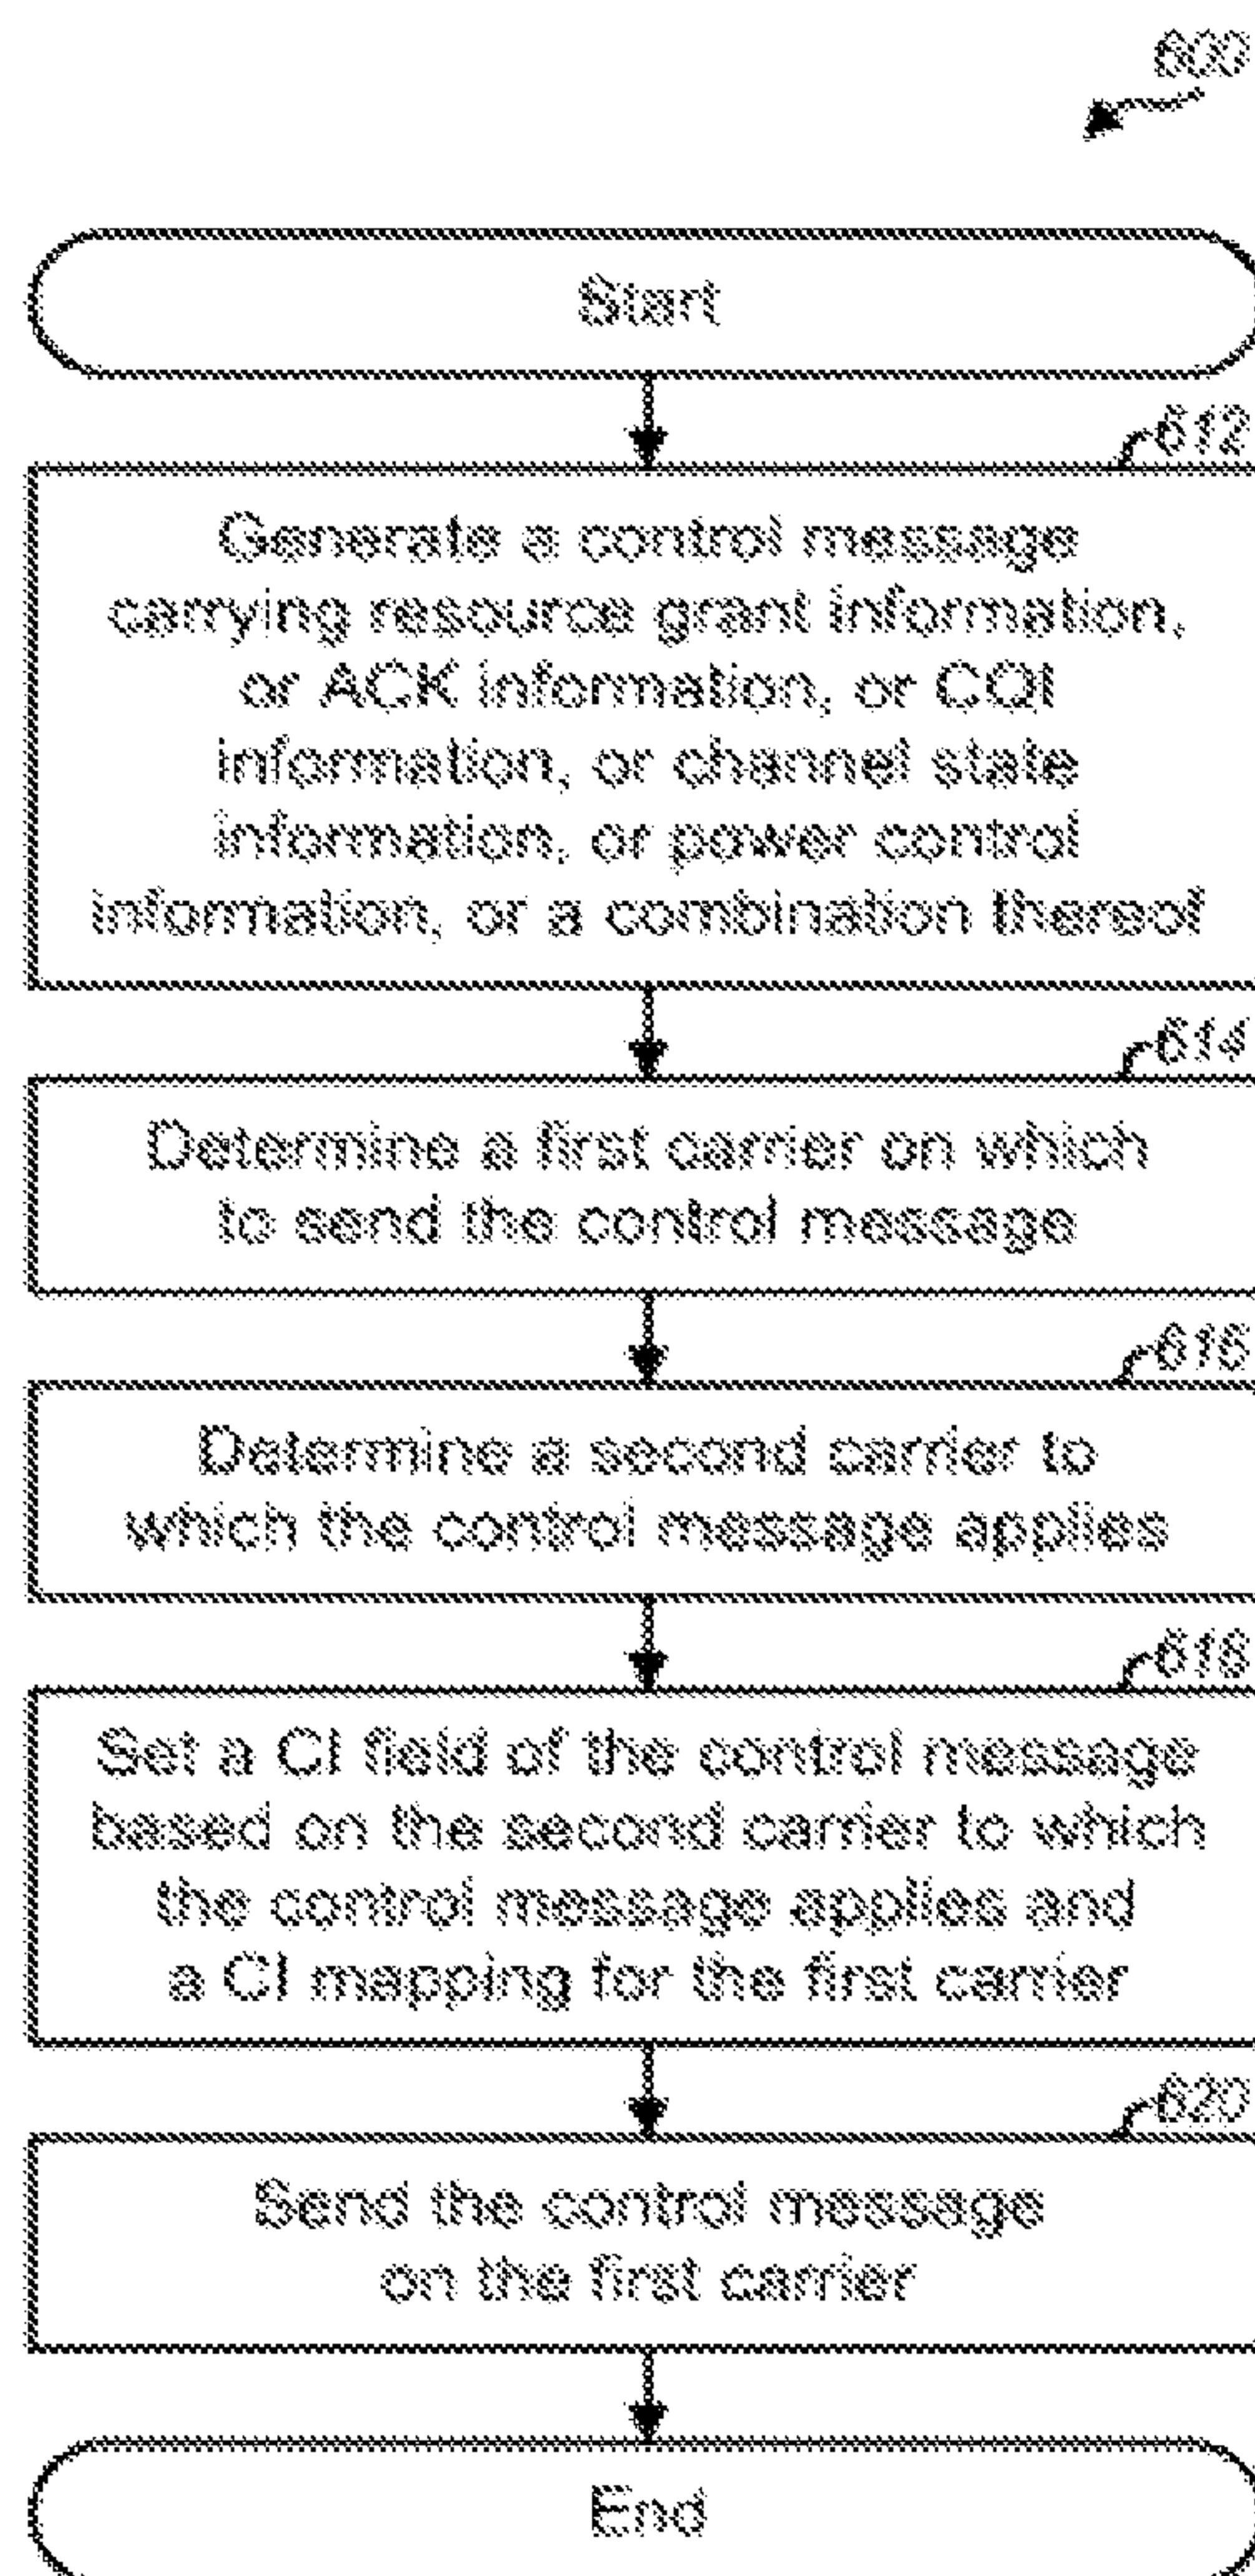 600
Start
612
Generate a control message
carrying resource grant information,
or ACK information, or CQI
information, or channel state
information, or power control
information, or a combination thereof
614
Determine a first carrier on which
to send the control message
616
Determine a second carrier to
which the control message applies
618
Set a CI field of the control message
based on the second carrier to which
the control message applies and
a CI mapping for the first carrier
620
Send the control message
on the first carrier
End